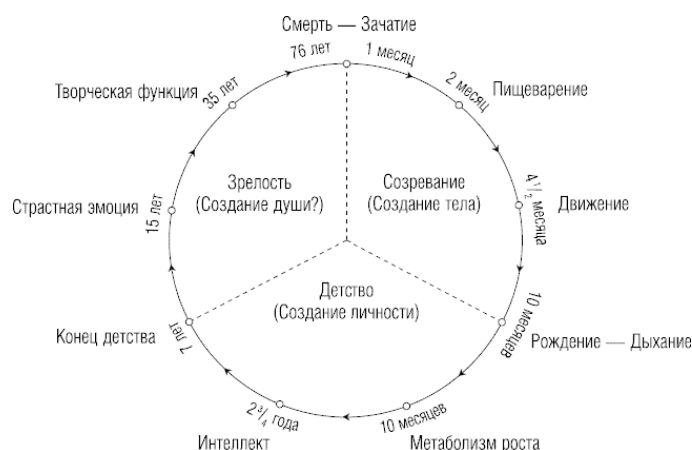 Смерть — Зачатие
76 лет
1 месяц
Творческая функция
35 лет
2 месяц
Пищеварение
Зрелость
(Создание души?)
Созревание
(Создание тела)
Страстная эмоция
15 лет
4 1/2 месяца
Движение
Детство
(Создание личности)
Конец детства
7 лет
10 месяцев
Рождение — Дыхание
2 3/4 года
10 месяцев
Интеллект
Метаболизм роста